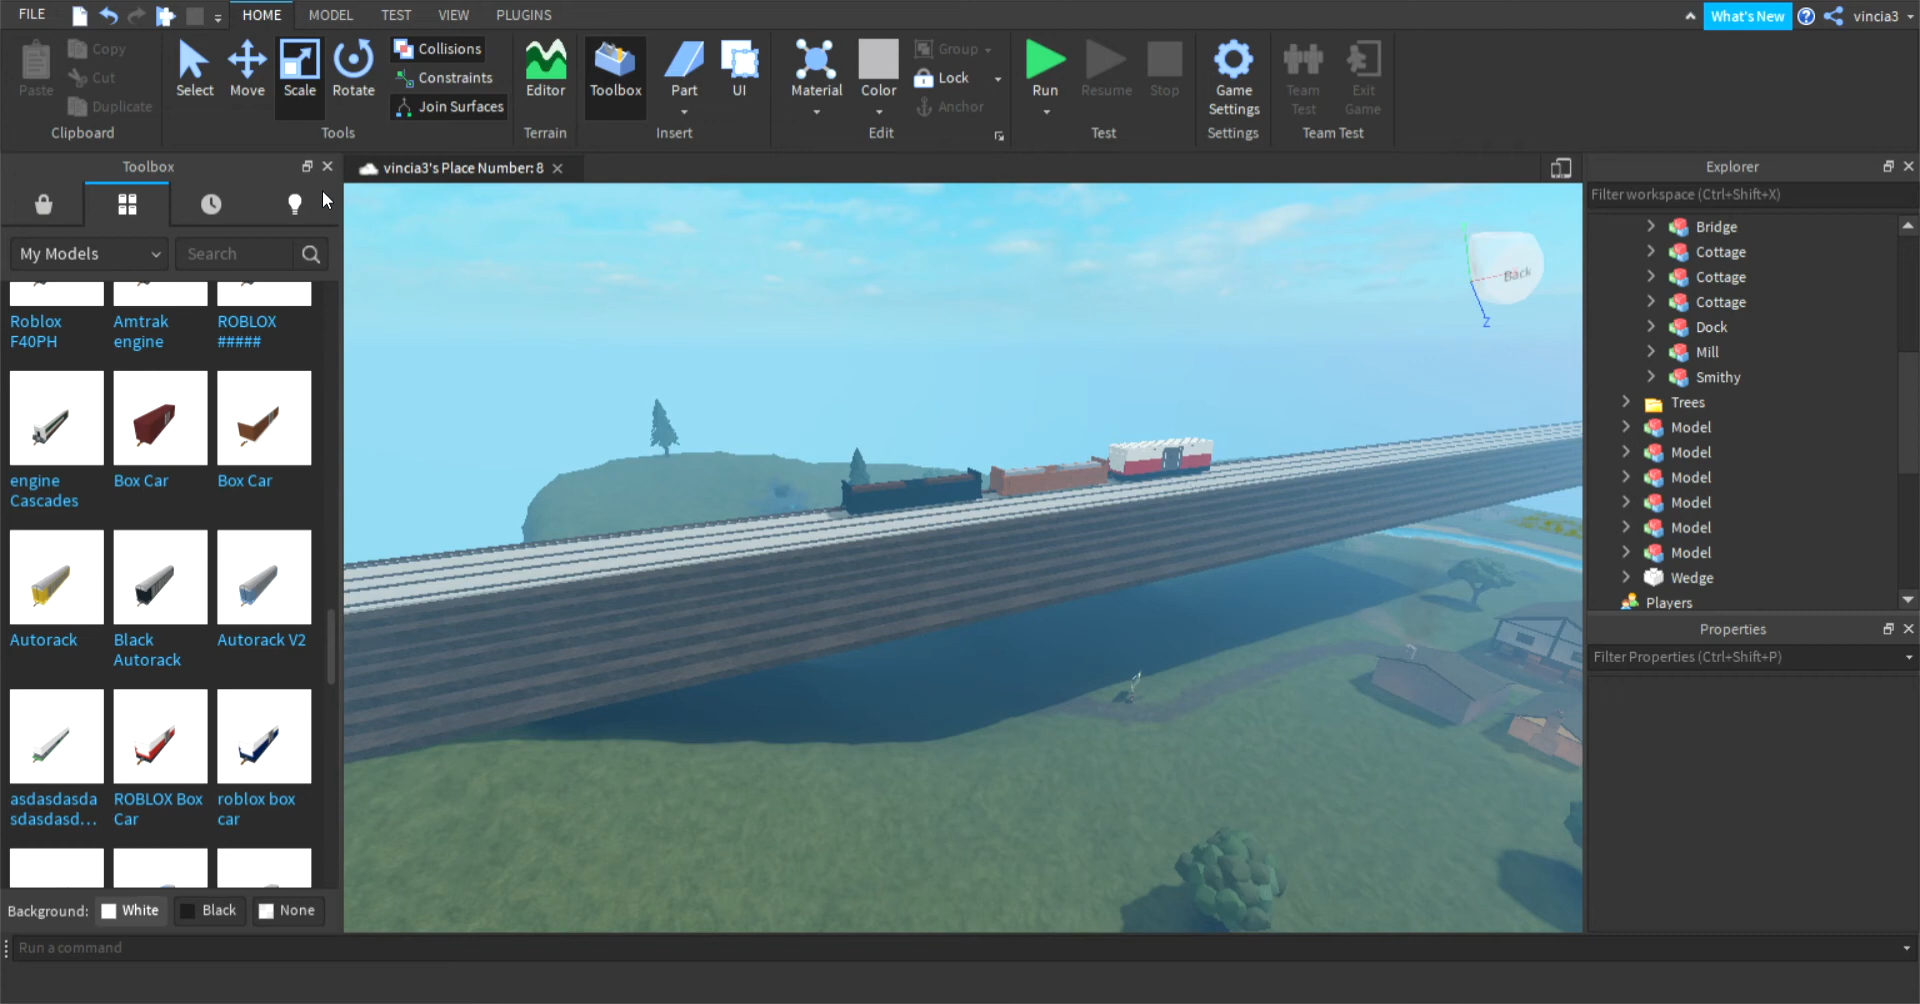 FILE
HOME
MODEL
TEST
VIEW
PLUGINS
What's New
vincia3
Paste
Copy
Cut
Duplicate
Clipboard
Select
Move
Scale
Rotate
Collisions
Constraints
Join Surfaces
Tools
Editor
Terrain
Toolbox
Part
UI
Insert
Material
Color
Group
Lock
Anchor
Edit
Run
Resume
Stop
Test
Game
Settings
Settings
Team
Test
Exit
Game
Team Test
Toolbox
vincia3's Place Number: 8
Explorer
My Models
Search
Filter workspace (Ctrl+Shift+X)
Roblox
F40PH
Amtrak
engine
ROBLOX
#####
engine
Cascades
Box Car
Box Car
Autorack
Black
Autorack
Autorack V2
asdasdasda
sdasdasd...
ROBLOX Box
Car
roblox box
car
Background:
White
Black
None
Back
Z
Bridge
Cottage
Cottage
Cottage
Dock
Mill
Smithy
Trees
Model
Model
Model
Model
Model
Model
Wedge
Players
Properties
Filter Properties (Ctrl+Shift+P)
Run a command